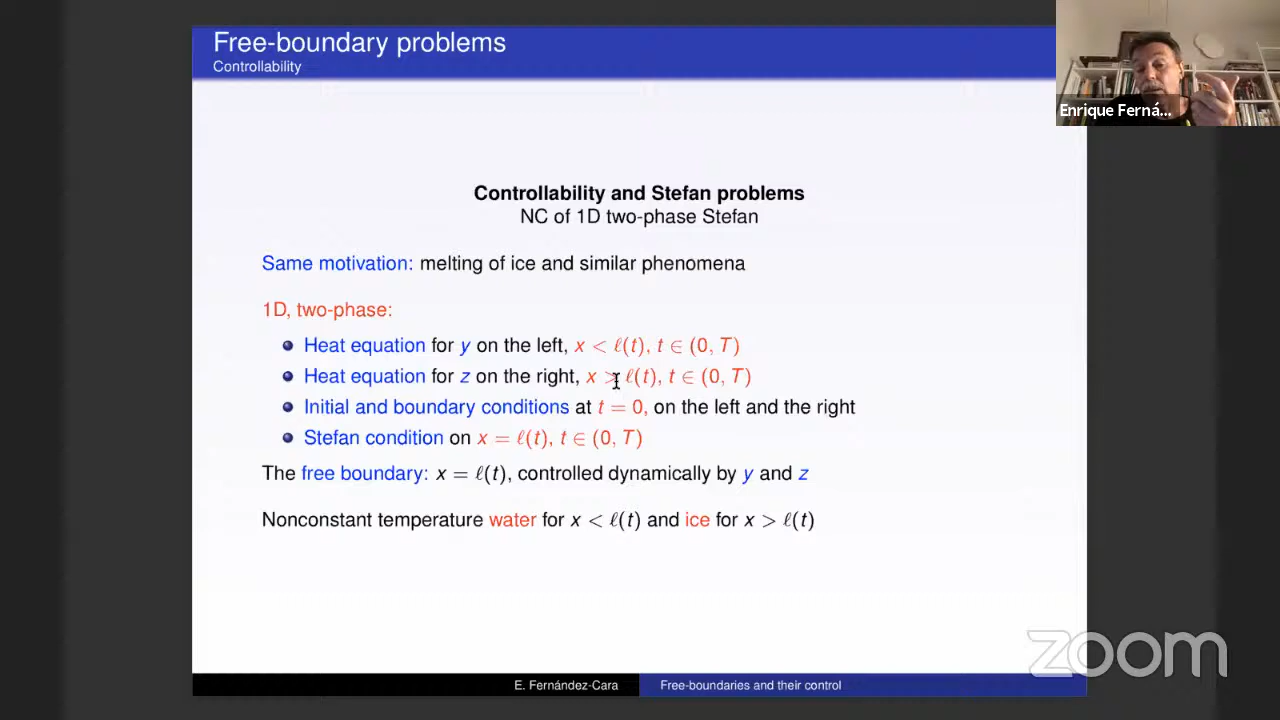 Free-boundary problems
Controllability
Enrique Ferná...
Controllability and Stefan problems
NC of 1D two-phase Stefan
Same motivation: melting of ice and similar phenomena
1D, two-phase:
Heat equation for y on the left, x < ℓ(t), t ∈ (0, T)
Heat equation for z on the right, x > ℓ(t), t ∈ (0, T)
Initial and boundary conditions at t = 0, on the left and the right
Stefan condition on x = ℓ(t), t ∈ (0, T)
The free boundary: x = ℓ(t), controlled dynamically by y and z
Nonconstant temperature water for x < ℓ(t) and ice for x > ℓ(t)
zoom
E. Fernández-Cara
Free-boundaries and their control